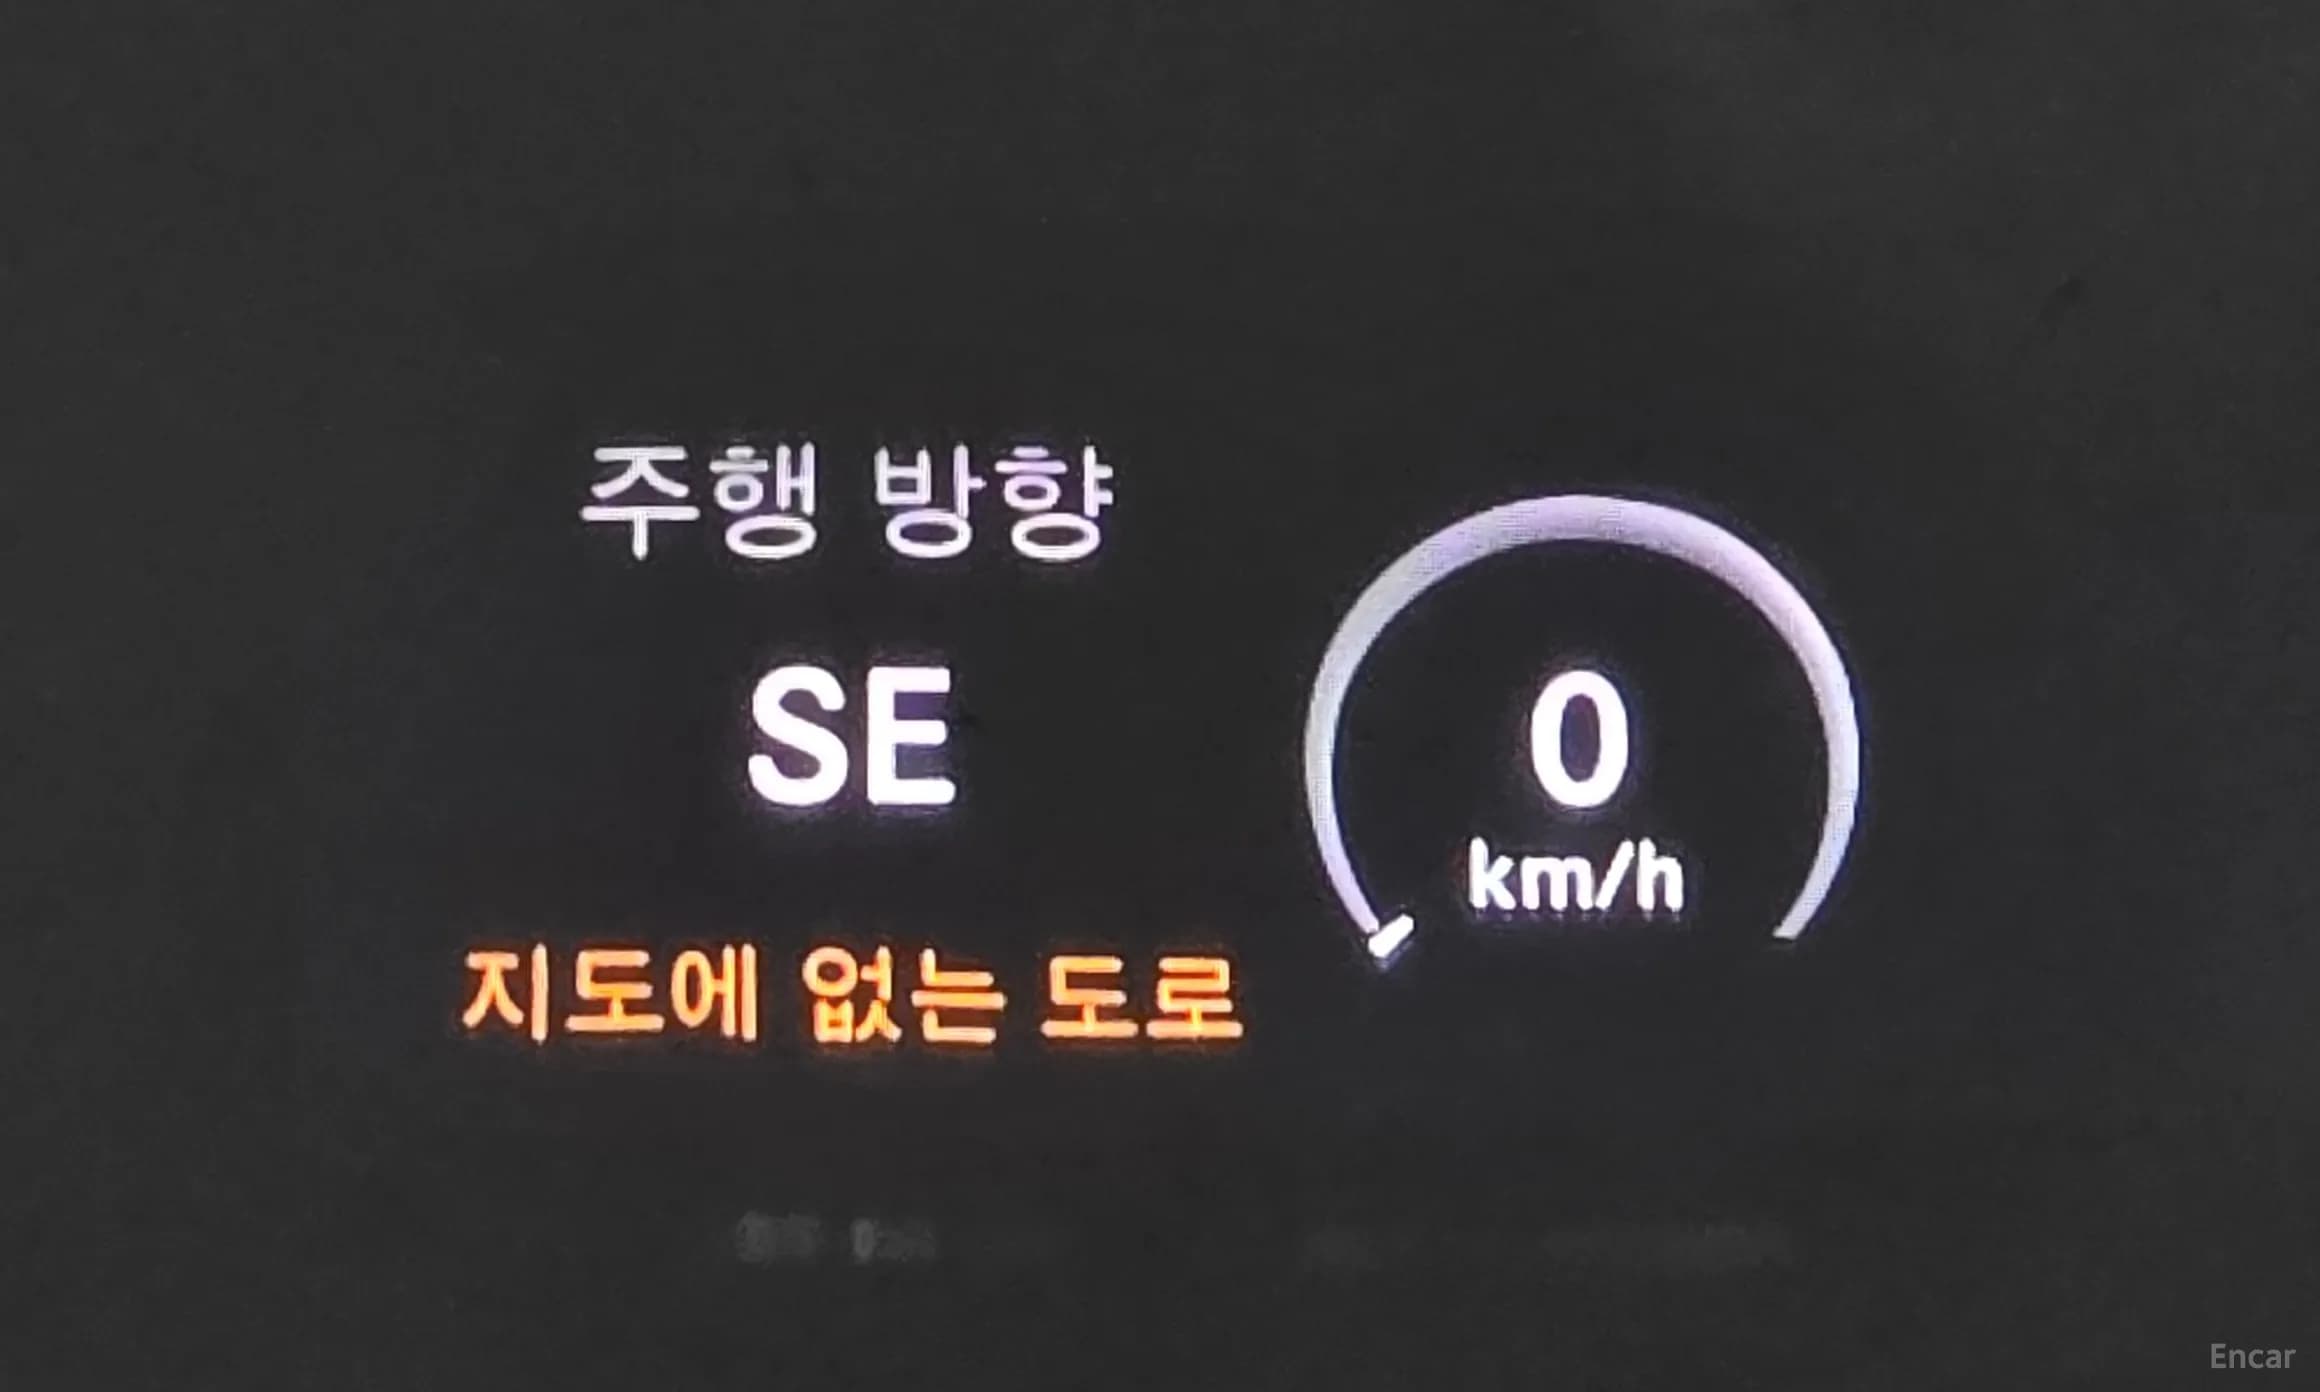 주행 방향
SE
0
km/h
지도에 없는 도로
Encar